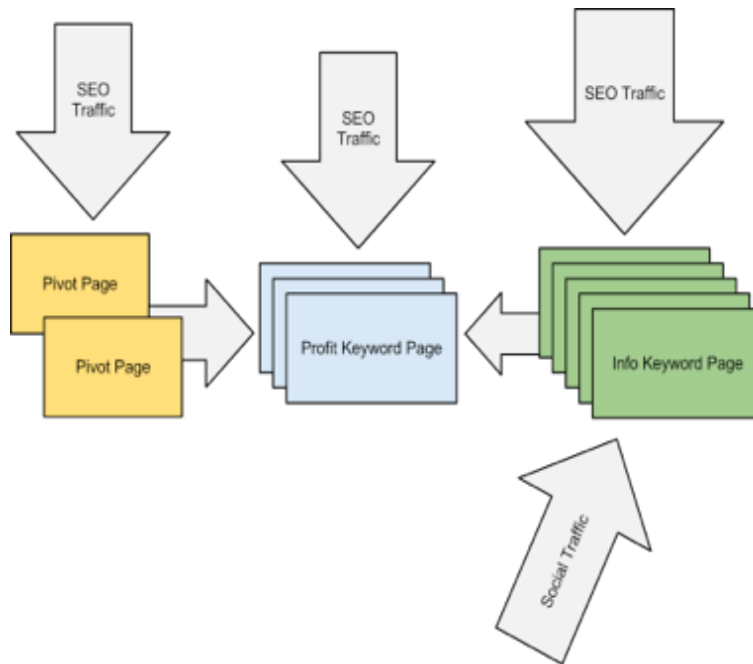 SEO
Traffic
SEO
Traffic
SEO Traffic
Pivot Page
Pivot Page
Profit Keyword Page
Info Keyword Page
Social Traffic